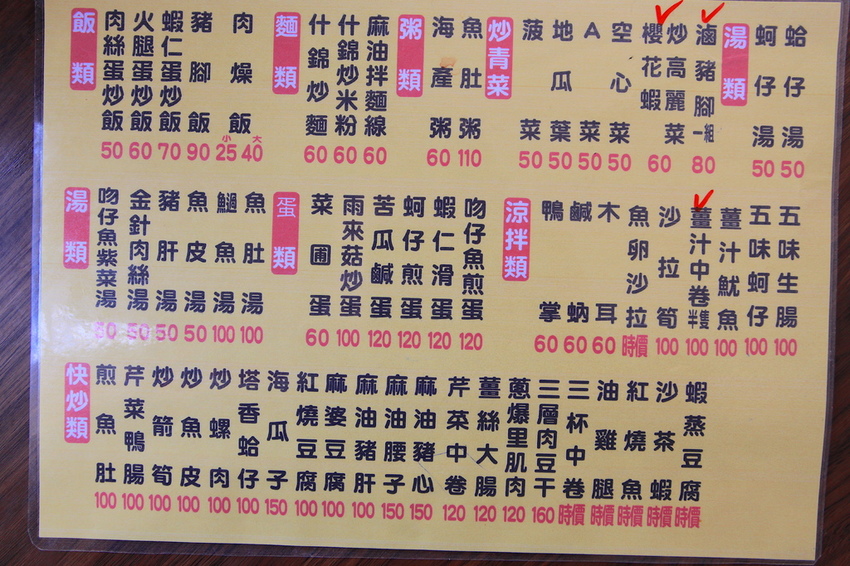 飯類
肉絲蛋炒飯 50
火腿蛋炒飯 60
蝦仁蛋炒飯 70
豬腳飯 90
肉燥飯 小25 大40
麵類
什錦炒麵 60
什錦炒米粉 60
麻油拌麵線 60
粥類
海產粥 60
魚肚粥 110
炒青菜
菠菜 50
地瓜葉 50
A菜 50
空心菜 50
櫻花蝦炒高麗菜 60
滷豬腳一組 80
湯類
蚵仔湯 50
蛤仔湯 50
湯類
吻仔魚紫菜湯
金針肉絲湯 50
豬肝湯 50
魚皮湯 50
魚湯 100
魚肚湯 100
蛋類
菜圃蛋 60
雨來菇炒蛋 100
苦瓜鹹蛋 120
蚵仔煎蛋 120
蝦仁滑蛋 120
吻仔魚煎蛋 120
涼拌類
鴨掌 60
鹹蚋 60
木耳 60
魚卵沙拉 時價
沙拉筍 100
薑汁中卷半隻 100
薑汁魷魚 100
五味蚵仔 100
五味生腸 100
快炒類
煎魚肚 100
芹菜鴨腸 100
炒箭筍 100
炒魚皮 100
炒螺肉 100
塔香蛤仔 100
海瓜子 150
紅燒豆腐 100
麻婆豆腐 100
麻油豬肝 100
麻油腰子 150
麻油豬心 150
芹菜中卷 120
薑絲大腸 120
蔥爆里肌肉 120
三層肉豆干 160
三杯中卷 時價
油雞腿 時價
紅燒魚 時價
沙茶蝦 時價
蝦蒸豆腐 時價